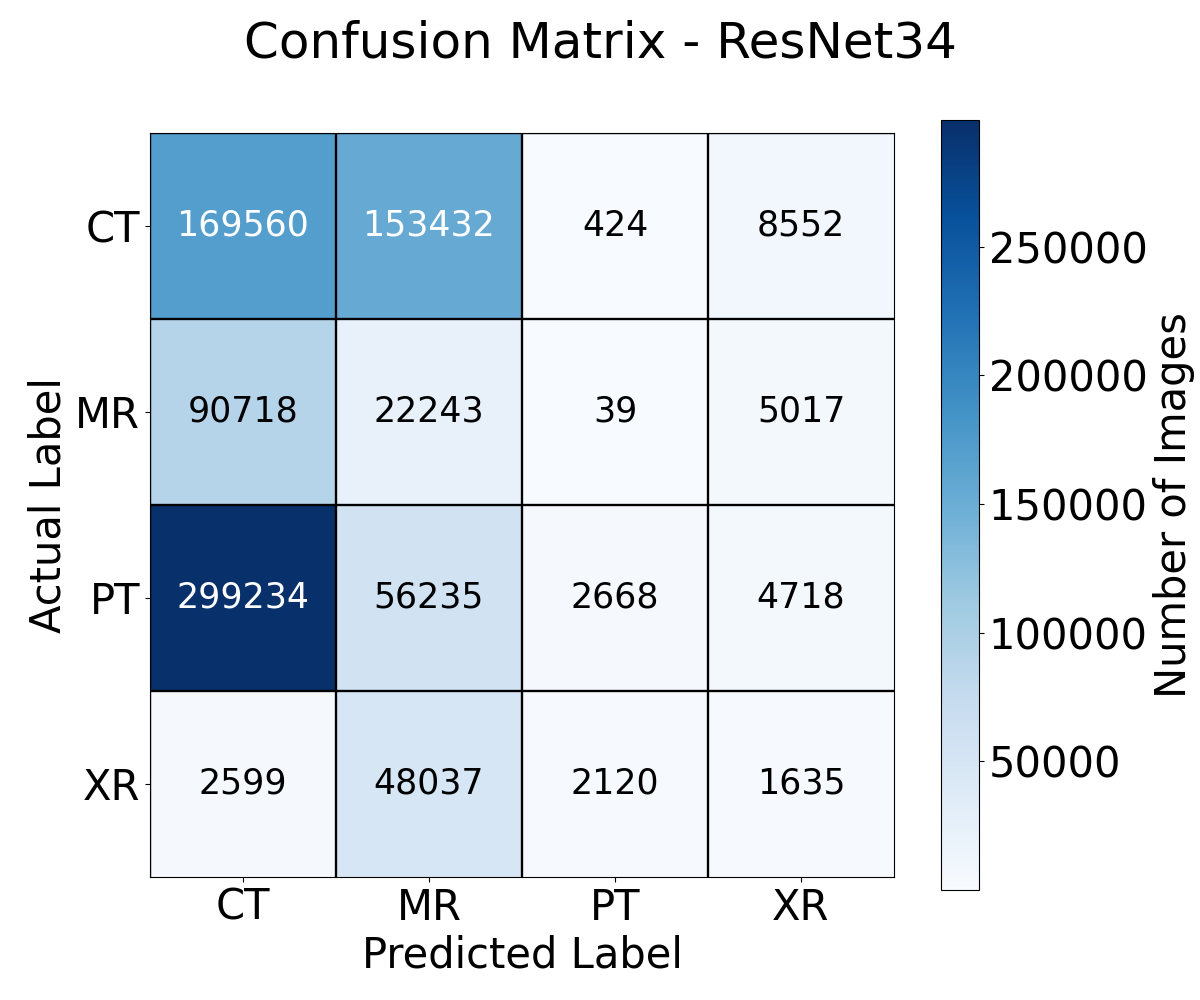 Confusion Matrix - ResNet34
CT 169560 153432 424 8552
MR 90718 22243 39 5017
PT 299234 56235 2668 4718
XR 2599 48037 2120 1635
CT MR PT XR
Predicted Label
Actual Label
250000
200000
150000
100000
50000
Number of Images